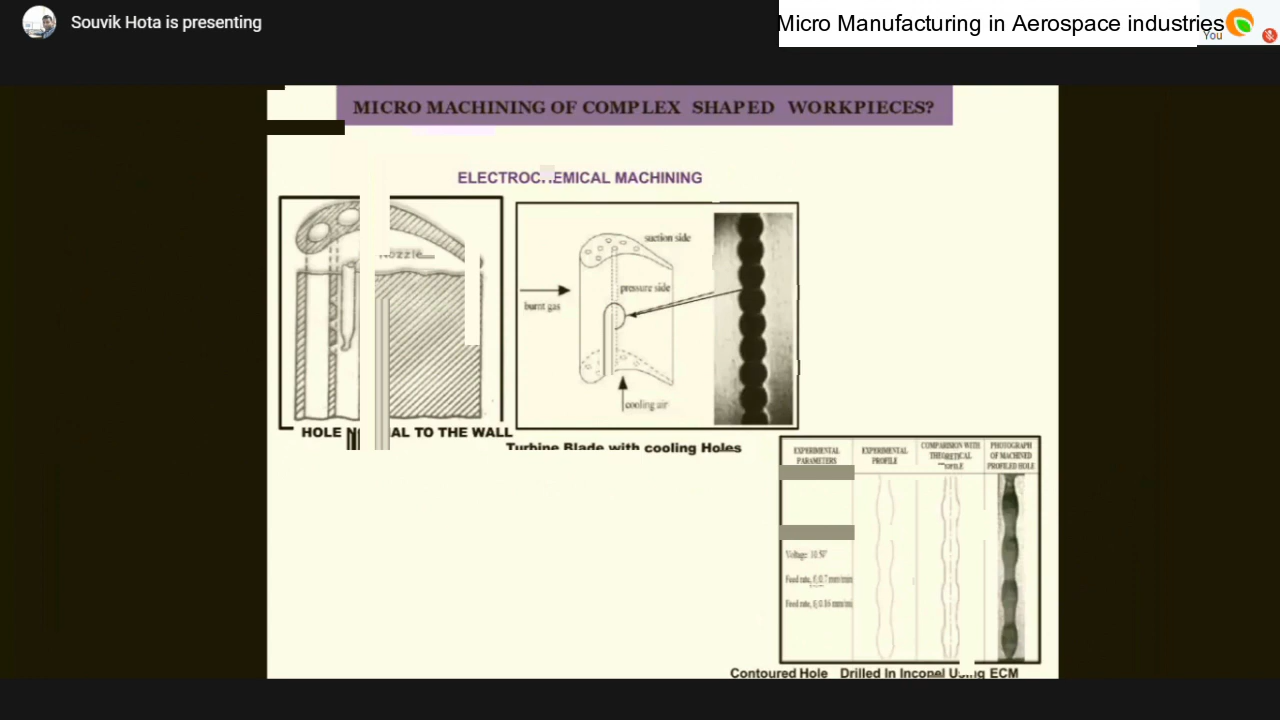 Souvik Hota is presenting
Micro Manufacturing in Aerospace industries
You
MICRO MACHINING OF COMPLEX SHAPED WORKPIECES?
ELECTROCHEMICAL MACHINING
suction side
pressure side
burnt gas
cooling air
HOLE NORMAL TO THE WALL
Turbine Blade with cooling Holes
EXPERIMENTAL PARAMETERS
EXPERIMENTAL PROFILE
COMPARISION WITH THEORETICAL
PHOTOGRAPH OF MACHINED PROFILED HOLE
Voltage: 10.5V
Feed rate, 0.7 mm/min
Feed rate, 0.16 mm/mi
Contoured Hole Drilled In Inconel Using ECM